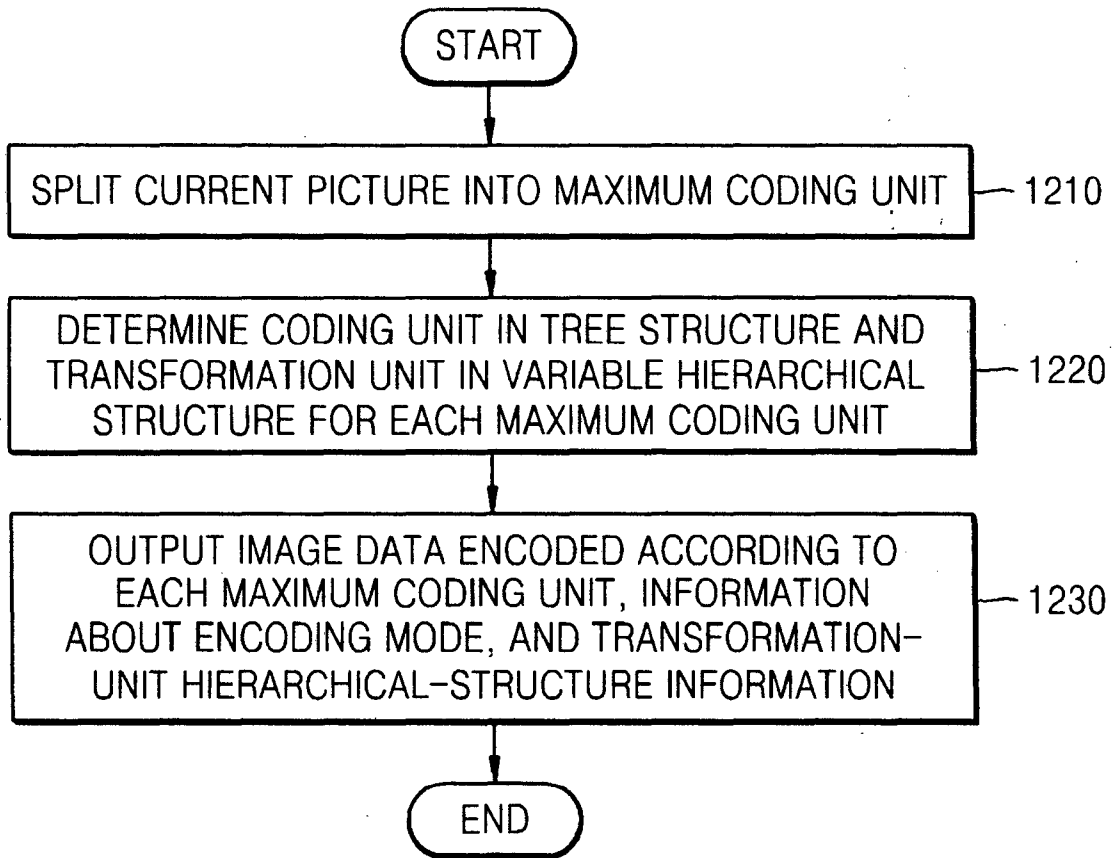 START
SPLIT CURRENT PICTURE INTO MAXIMUM CODING UNIT
1210
DETERMINE CODING UNIT IN TREE STRUCTURE AND
TRANSFORMATION UNIT IN VARIABLE HIERARCHICAL
STRUCTURE FOR EACH MAXIMUM CODING UNIT
1220
OUTPUT IMAGE DATA ENCODED ACCORDING TO
EACH MAXIMUM CODING UNIT, INFORMATION
ABOUT ENCODING MODE, AND TRANSFORMATION-
UNIT HIERARCHICAL-STRUCTURE INFORMATION
1230
END